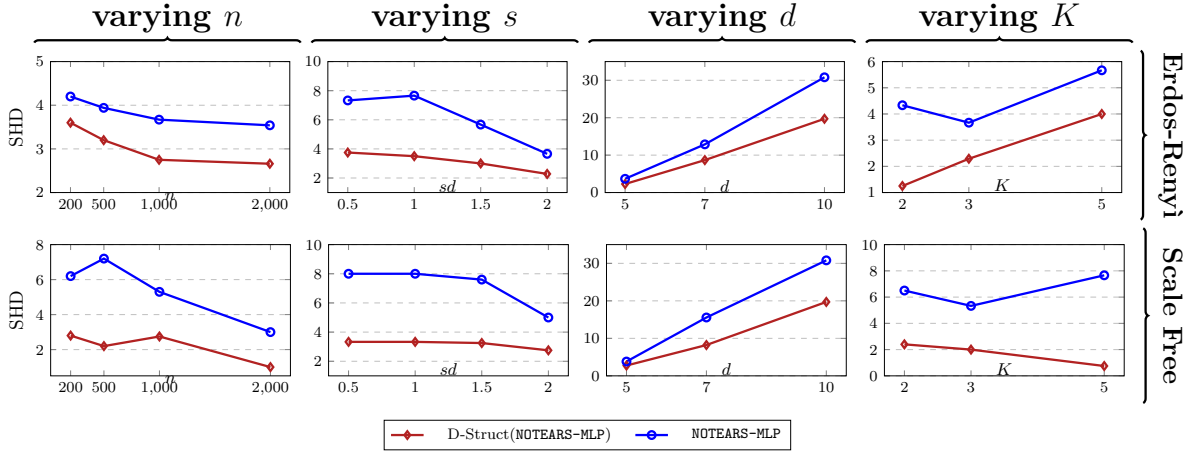 varying n varying s varying d varying K
5
4
3
2
SHD
200 500 1,000 2,000
n
10
8
6
4
2
0.5 1 1.5 2
sd
30
20
10
0
5 7 10
d
6
5
4
3
2
1
2 3 5
K
Erdos-Renyì
8
6
4
2
SHD
200 500 1,000 2,000
n
10
8
6
4
2
0.5 1 1.5 2
sd
30
20
10
0
5 7 10
d
10
8
6
4
2
0
2 3 5
K
Scale Free
D-Struct(NOTEARS-MLP) NOTEARS-MLP